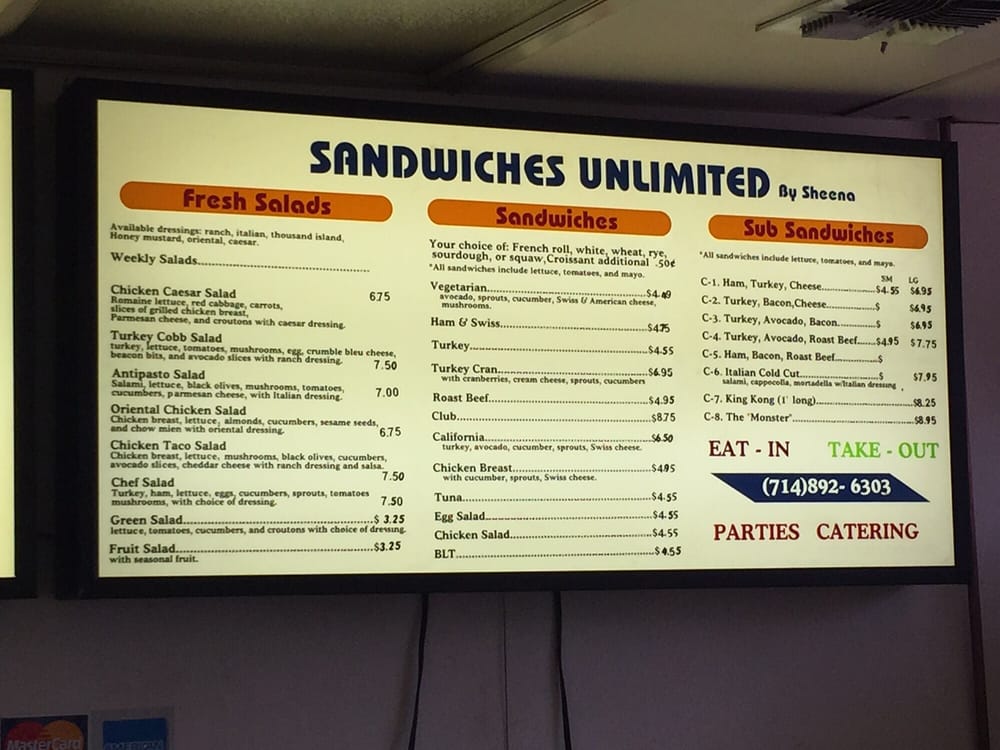 SANDWICHES UNLIMITED By Sheena
Fresh Salads
Available dressings: ranch, italian, thousand island,
Honey mustard, oriental, caesar.
Weekly Salads
Chicken Caesar Salad 6.75
Romaine lettuce, red cabbage, carrots,
slices of grilled chicken breast,
Parmesan cheese, and croutons with caesar dressing.
Turkey Cobb Salad
turkey, lettuce, tomatoes, mushrooms, egg, crumble bleu cheese,
beacon bits, and avocado slices with ranch dressing. 7.50
Antipasto Salad
Salami, lettuce, black olives, mushrooms, tomatoes,
cucumbers, parmesan cheese, with Italian dressing. 7.00
Oriental Chicken Salad
Chicken breast, lettuce, almonds, cucumbers, sesame seeds,
and chow mien with oriental dressing. 6.75
Chicken Taco Salad
Chicken breast, lettuce, mushrooms, black olives, cucumbers,
avocado slices, cheddar cheese with ranch dressing and salsa. 7.50
Chef Salad
Turkey, ham, lettuce, eggs, cucumbers, sprouts, tomatoes
mushrooms, with choice of dressing. 7.50
Green Salad $ 3.25
lettuce, tomatoes, cucumbers, and croutons with choice of dressing.
Fruit Salad $3.25
with seasonal fruit.
Sandwiches
Your choice of: French roll, white, wheat, rye,
sourdough, or squaw,Croissant additional .50¢
*All sandwiches include lettuce, tomatoes, and mayo.
Vegetarian
avocado, sprouts, cucumber, Swiss & American cheese,
mushrooms.
Ham & Swiss $4.75
Turkey $4.55
Turkey Cran $6.95
with cranberries, cream cheese, sprouts, cucumbers
Roast Beef $4.95
Club $8.75
California $6.50
turkey, avocado, cucumber, sprouts, Swiss cheese.
Chicken Breast $4.95
with cucumber, sprouts, Swiss cheese.
Tuna $4.55
Egg Salad $4.55
Chicken Salad $4.55
BLT $4.55
Sub Sandwiches
*All sandwiches include lettuce, tomatoes, and mayo.
SM LG
C-1. Ham, Turkey, Cheese $4.55 $6.95
C-2. Turkey, Bacon,Cheese $ $6.95
C-3. Turkey, Avocado, Bacon $ $6.95
C-4. Turkey, Avocado, Roast Beef $4.95 $7.75
C-5. Ham, Bacon, Roast Beef $
C-6. Italian Cold Cut $ $7.95
salami, cappocolla, mortadella w/Italian dressing
C-7. King Kong (1' long) $8.25
C-8. The "Monster" $8.95
EAT - IN TAKE - OUT
(714)892- 6303
PARTIES CATERING
MasterCard
AMERICAN